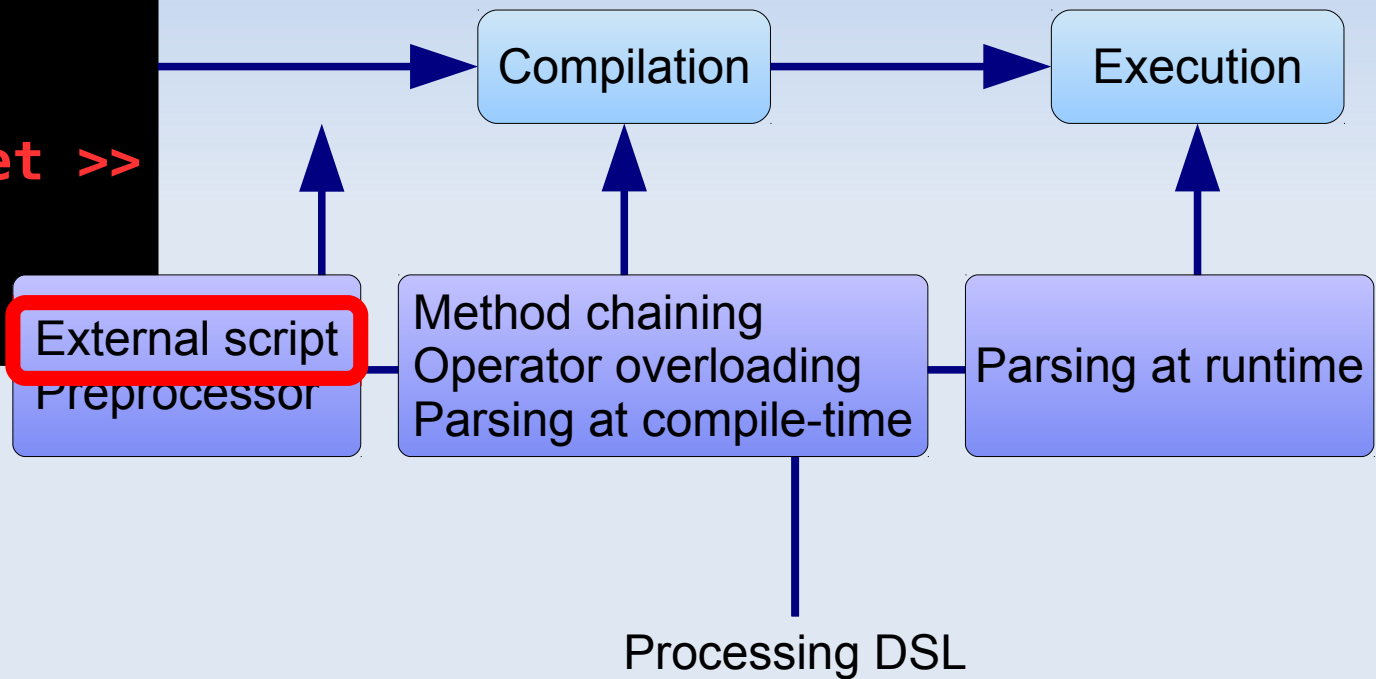 Compilation
Execution
et >>
External script
Preprocessor
Method chaining
Operator overloading
Parsing at compile-time
Parsing at runtime
Processing DSL